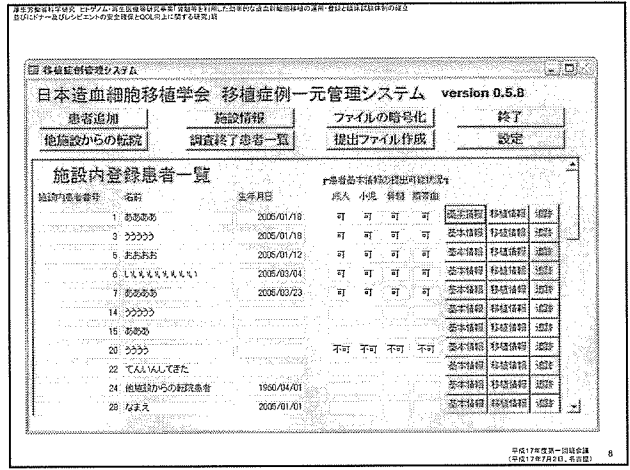 厚生労働省科学研究 ヒトゲノム・再生医療等研究事業「骨髄等を利用した効率的な造血幹細胞移植の運用・登録と臨床試験体制の確立
並びにドナー及びレシピエントの安全確保とQOL向上に関する研究」班
移植症例管理システム
日本造血細胞移植学会 移植症例一元管理システム version 0.5.8
患者追加 施設情報 ファイルの暗号化 終了
他施設からの転院 調査終了患者一覧 提出ファイル作成 設定
施設内登録患者一覧
患者基本情報の提出可能状況
施設内患者番号 名前 生年月日 成人 小児 骨髄 臍帯血
1 ああああ 2005/01/18 可 可 可 可 基本情報 移植情報 追跡
3 ううううう 2005/01/18 可 可 可 可 基本情報 移植情報 追跡
5 おおおお 2005/01/12 可 可 可 可 基本情報 移植情報 追跡
6 2005/03/04 可 可 可 可 基本情報 移植情報 追跡
7 おおおお 2005/03/23 可 可 可 可 基本情報 移植情報 追跡
14 ううううう 基本情報 移植情報 追跡
15 あああ 基本情報 移植情報 追跡
20 うううう 不可 不可 不可 不可 基本情報 移植情報 追跡
22 てんいんしてきた 基本情報 移植情報 追跡
24 他施設からの転院患者 1950/04/01 基本情報 移植情報 追跡
28 なまえ 2005/01/01 基本情報 移植情報 追跡
平成17年度第一回班会議
(平成17年7月2日、名古屋)
8